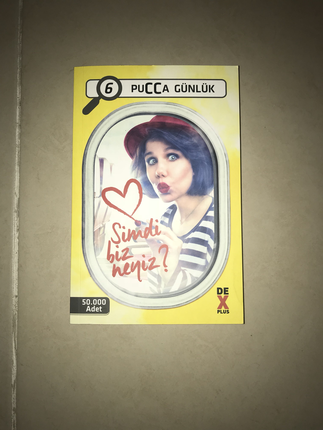 6
PUCCA GÜNLÜK
Şimdi
biz
neyiz?
50.000
Adet
DE
X
PLUS